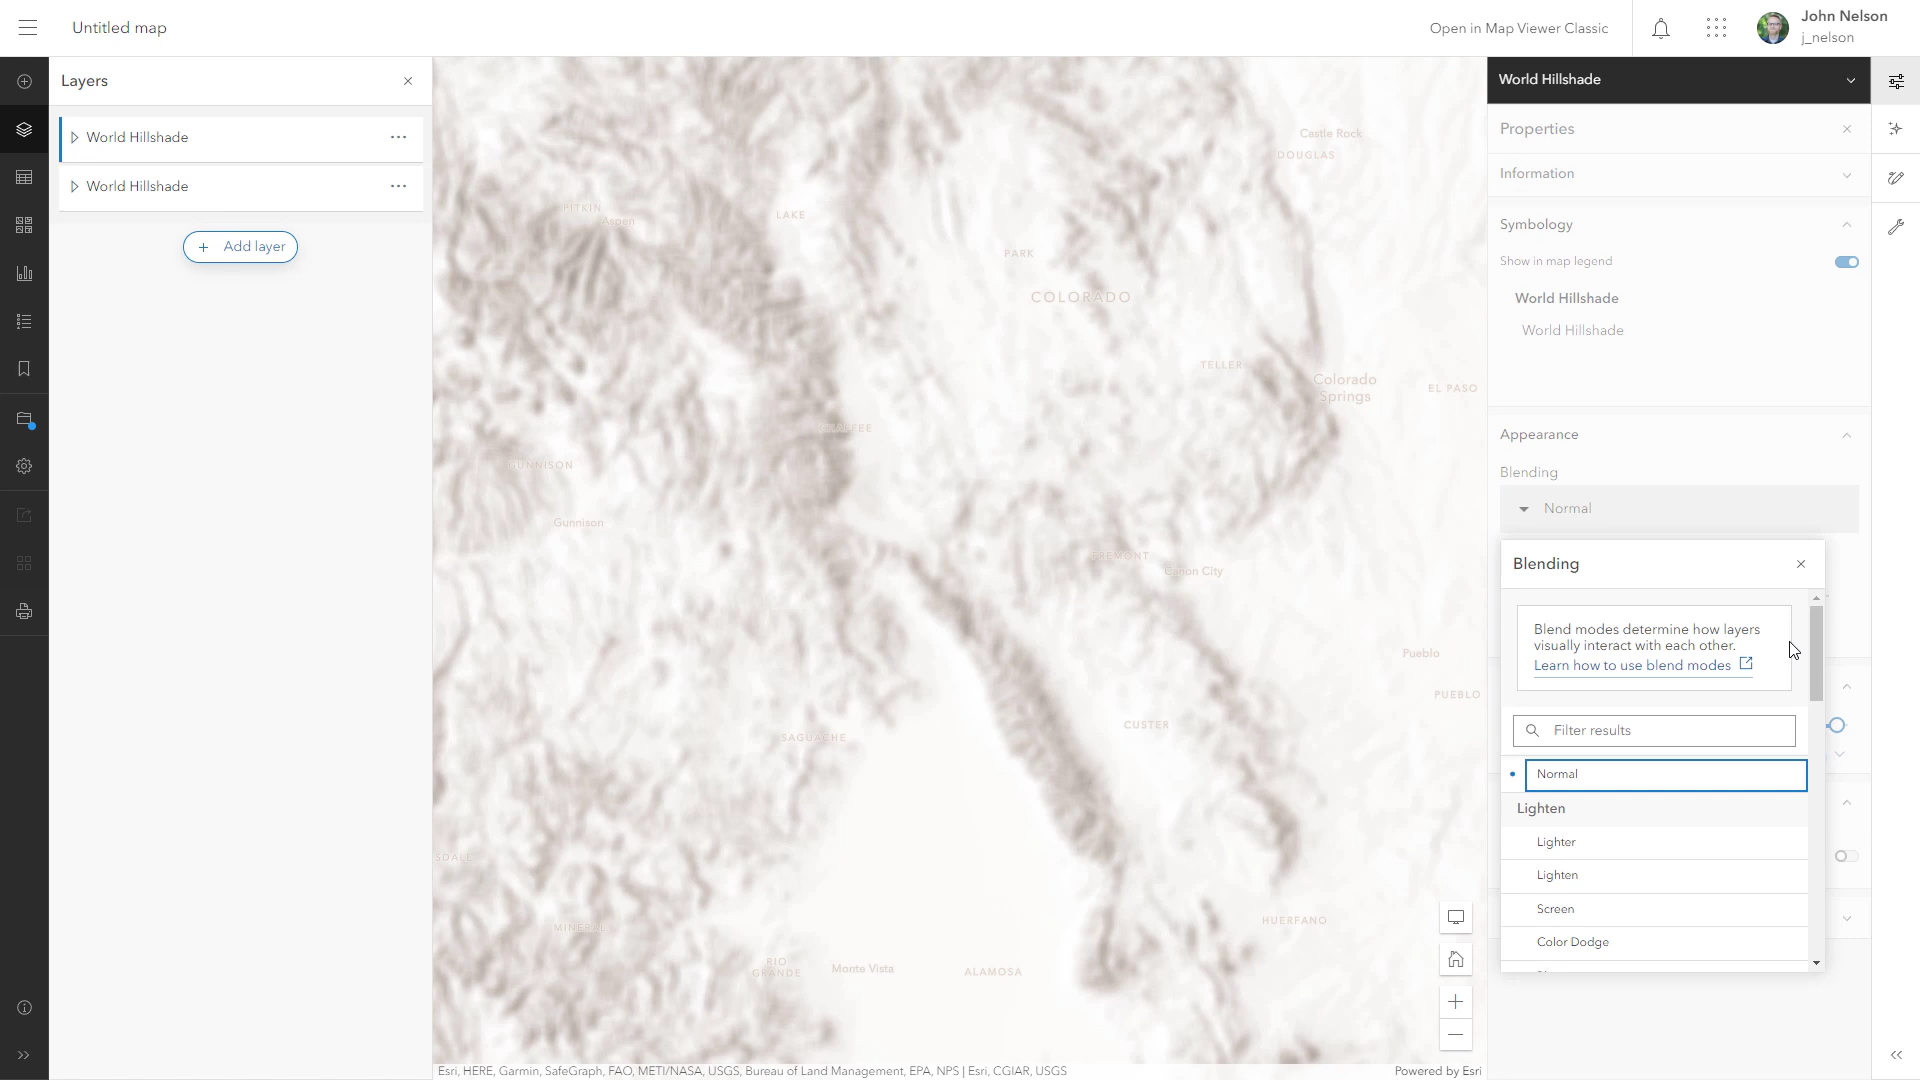 Untitled map
Open in Map Viewer Classic
John Nelson
j_nelson
Layers
World Hillshade
World Hillshade
Add layer
Castle Rock
DOUGLAS
PITKIN
Aspen
LAKE
PARK
COLORADO
TELLER
Colorado
Springs
EL PASO
CHAFFEE
GUNNISON
Gunnison
FREMONT
Canon City
Pueblo
PUEBLO
CUSTER
SAGUACHE
SDALE
HUERFANO
MINERAL
RIO
GRANDE
Monte Vista
ALAMOSA
Esri, HERE, Garmin, SafeGraph, FAO, METI/NASA, USGS, Bureau of Land Management, EPA, NPS | Esri, CGIAR, USGS
Powered by Esri
World Hillshade
Properties
Information
Symbology
Show in map legend
World Hillshade
World Hillshade
Appearance
Blending
Normal
Blending
Blend modes determine how layers
visually interact with each other.
Learn how to use blend modes
Filter results
Normal
Lighten
Lighter
Lighten
Screen
Color Dodge